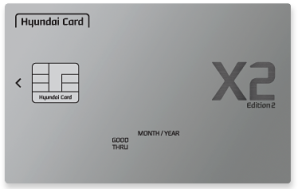 Hyundai Card
X2
Edition2
Hyundai Card
MONTH / YEAR
GOOD
THRU